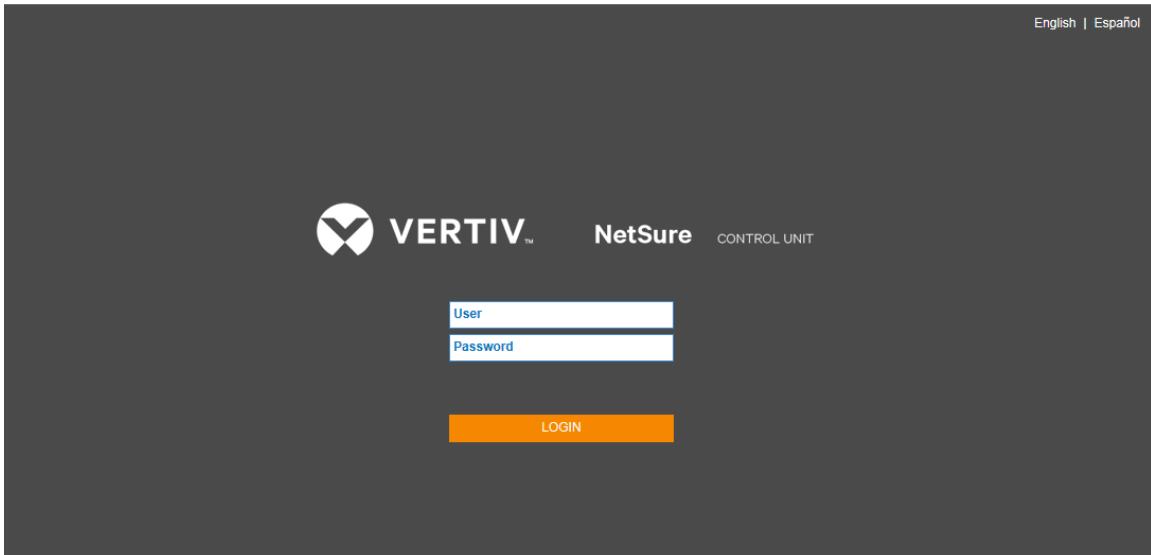 English | Español
VERTIV™ NetSure CONTROL UNIT
User
Password
LOGIN